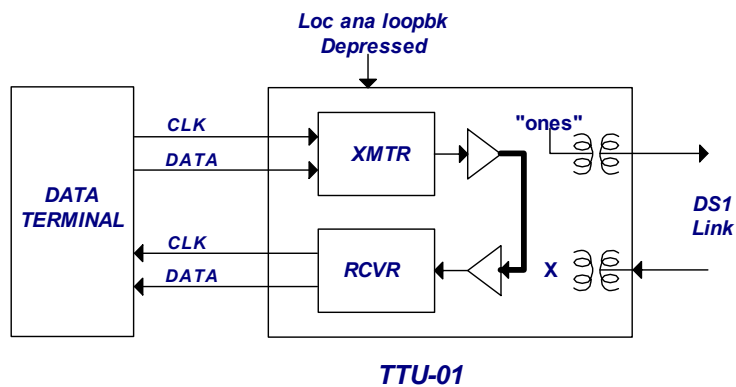 Loc ana loopbk
Depressed
CLK
DATA
XMTR
"ones"
DATA
TERMINAL
DS1
Link
CLK
DATA
RCVR
X
TTU-01